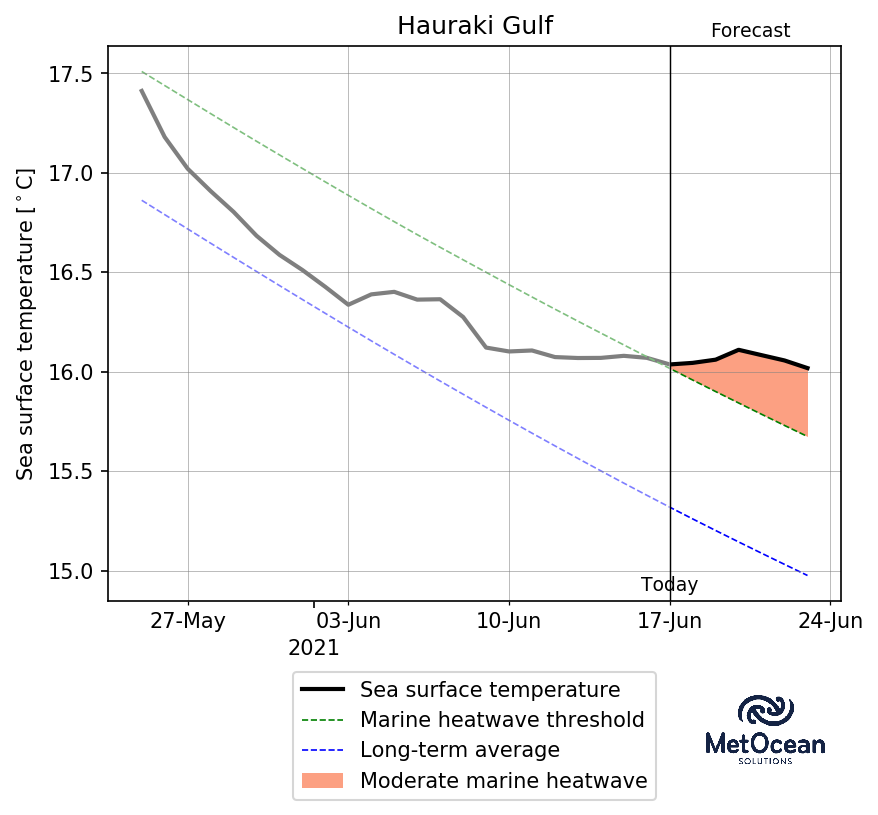 Hauraki Gulf
Forecast
17.5
17.0
16.5
16.0
15.5
15.0
Sea surface temperature [°C]
Today
27-May
03-Jun
10-Jun
17-Jun
24-Jun
2021
Sea surface temperature
Marine heatwave threshold
Long-term average
Moderate marine heatwave
MetOcean
SOLUTIONS